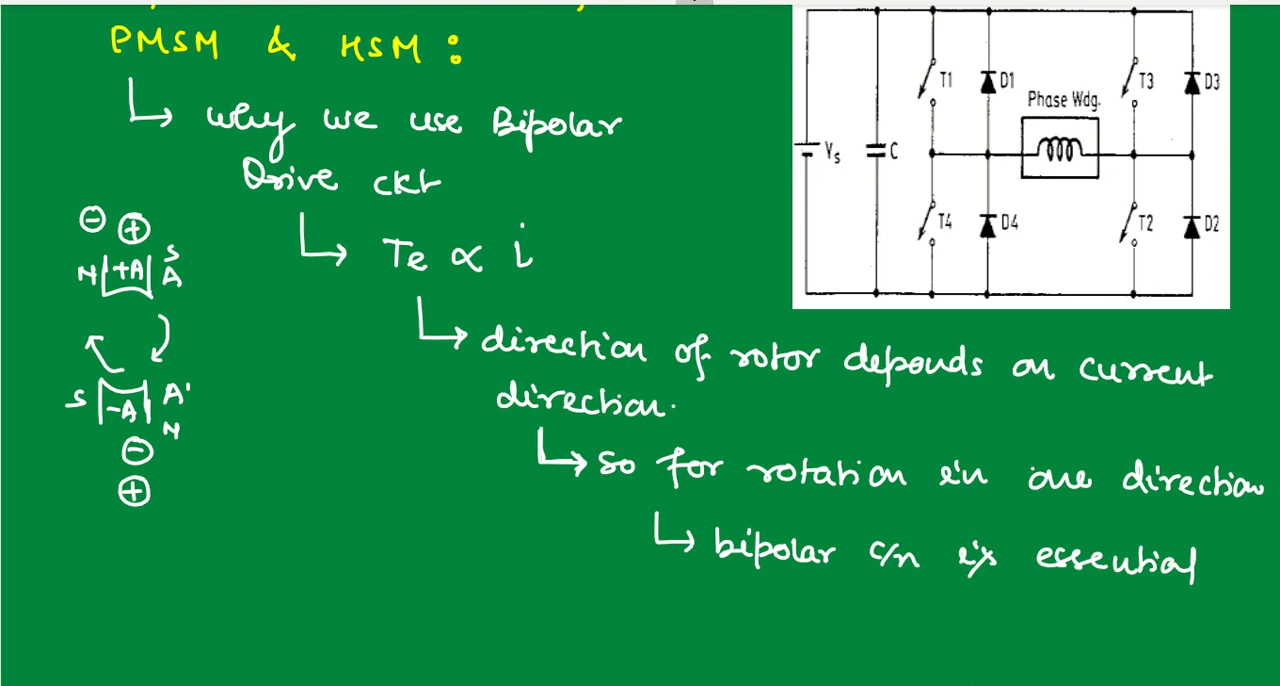 PMSM & HSM :
↳ why we use Bipolar
Drive ckt
↳ Te ∝ i
↳ direction of rotor depends on current
direction.
↳ so for rotation in one direction
↳ bipolar c/n is essential
⊖ ⊕
N +A S
A
S -A A'
N
⊖
⊕
T1 D1 T3 D3
Phase Wdg.
Vs C
T4 D4 T2 D2